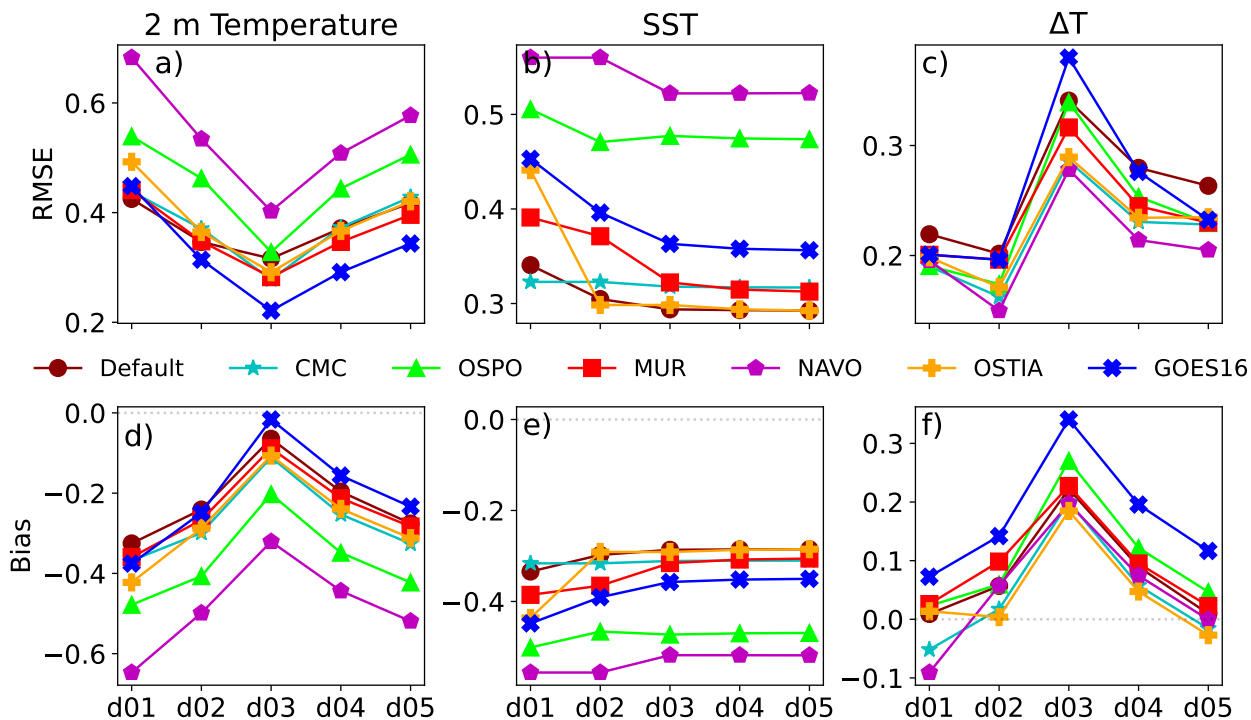 2 m Temperature SST ΔT
a) b) c)
RMSE
0.6
0.4
0.2
0.5
0.4
0.3
0.3
0.2
Default CMC OSPO MUR NAVO OSTIA GOES16
d) e) f)
Bias
0.0
−0.2
−0.4
−0.6
0.0
−0.2
−0.4
0.3
0.2
0.1
0.0
−0.1
d01 d02 d03 d04 d05 d01 d02 d03 d04 d05 d01 d02 d03 d04 d05